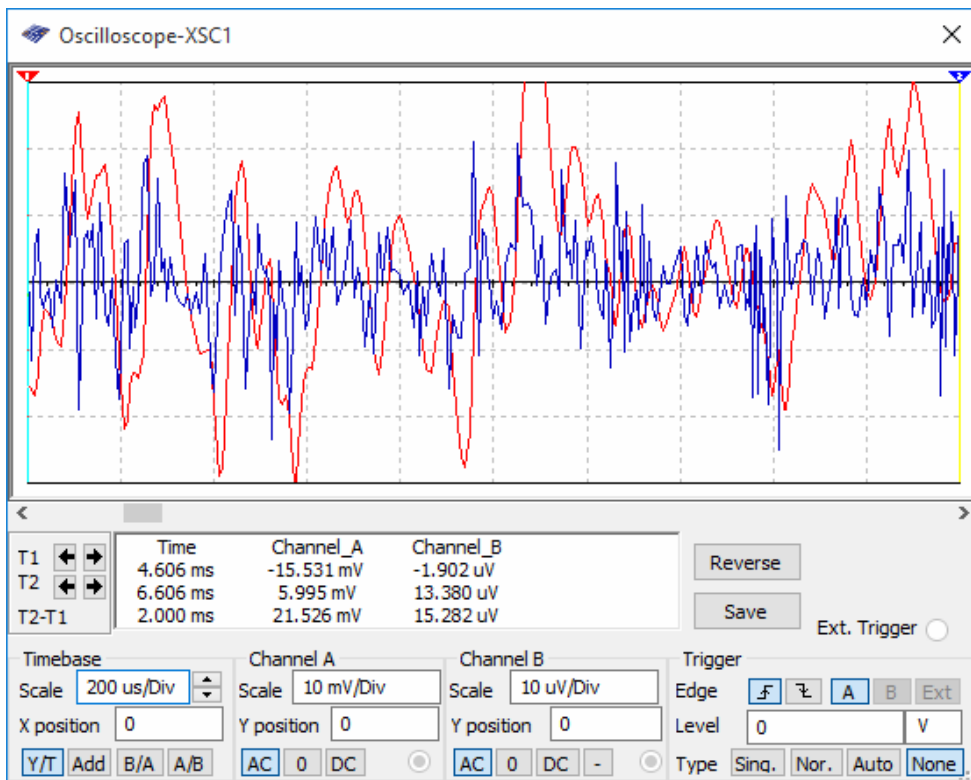 Oscilloscope-XSC1
1 2
T1
T2
T2-T1
Time Channel_A Channel_B
4.606 ms -15.531 mV -1.902 uV
6.606 ms 5.995 mV 13.380 uV
2.000 ms 21.526 mV 15.282 uV
Reverse
Save
Ext. Trigger
Timebase
Scale 200 us/Div
X position 0
Y/T Add B/A A/B
Channel A
Scale 10 mV/Div
Y position 0
AC 0 DC
Channel B
Scale 10 uV/Div
Y position 0
AC 0 DC -
Trigger
Edge A B Ext
Level 0 V
Type Sing. Nor. Auto None